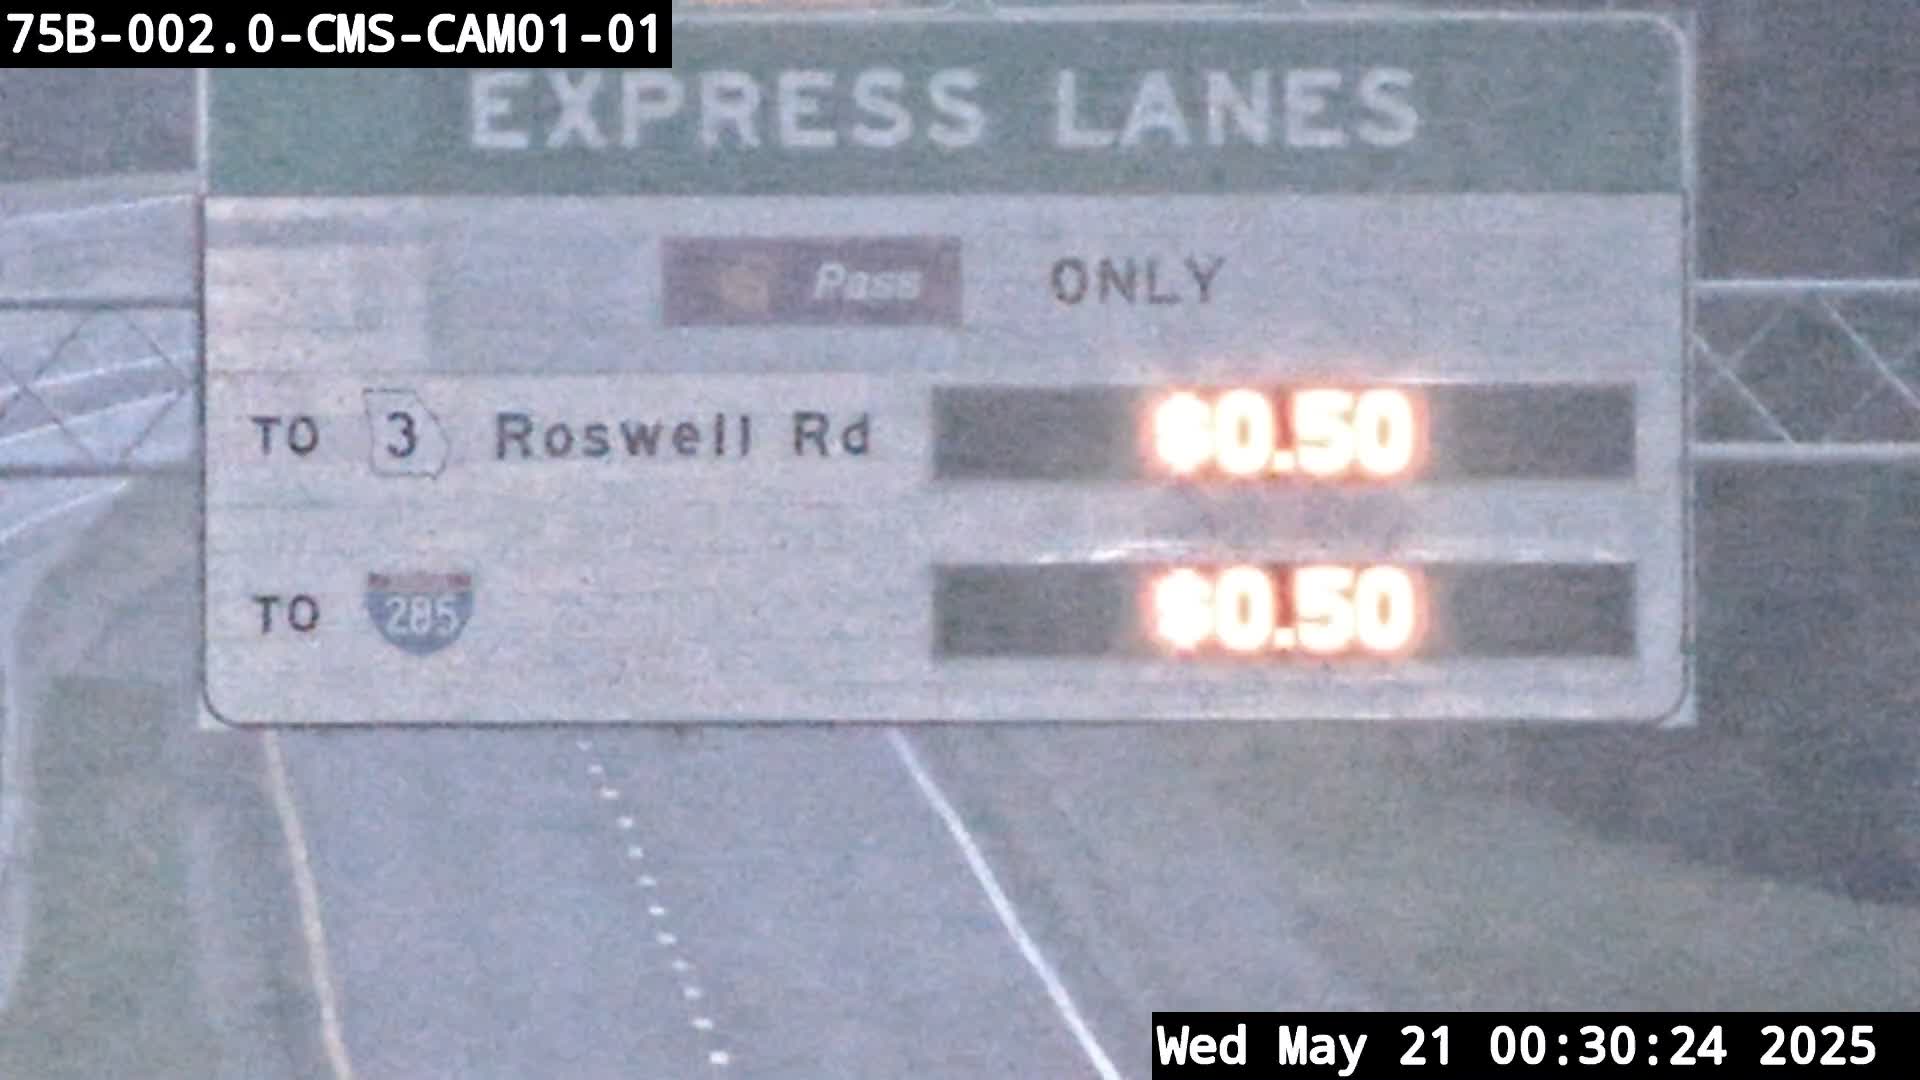 75B-002.0-CMS-CAM01-01
EXPRESS LANES
Pass ONLY
TO 3 Roswell Rd $0.50
TO 285 $0.50
Wed May 21 00:30:24 2025